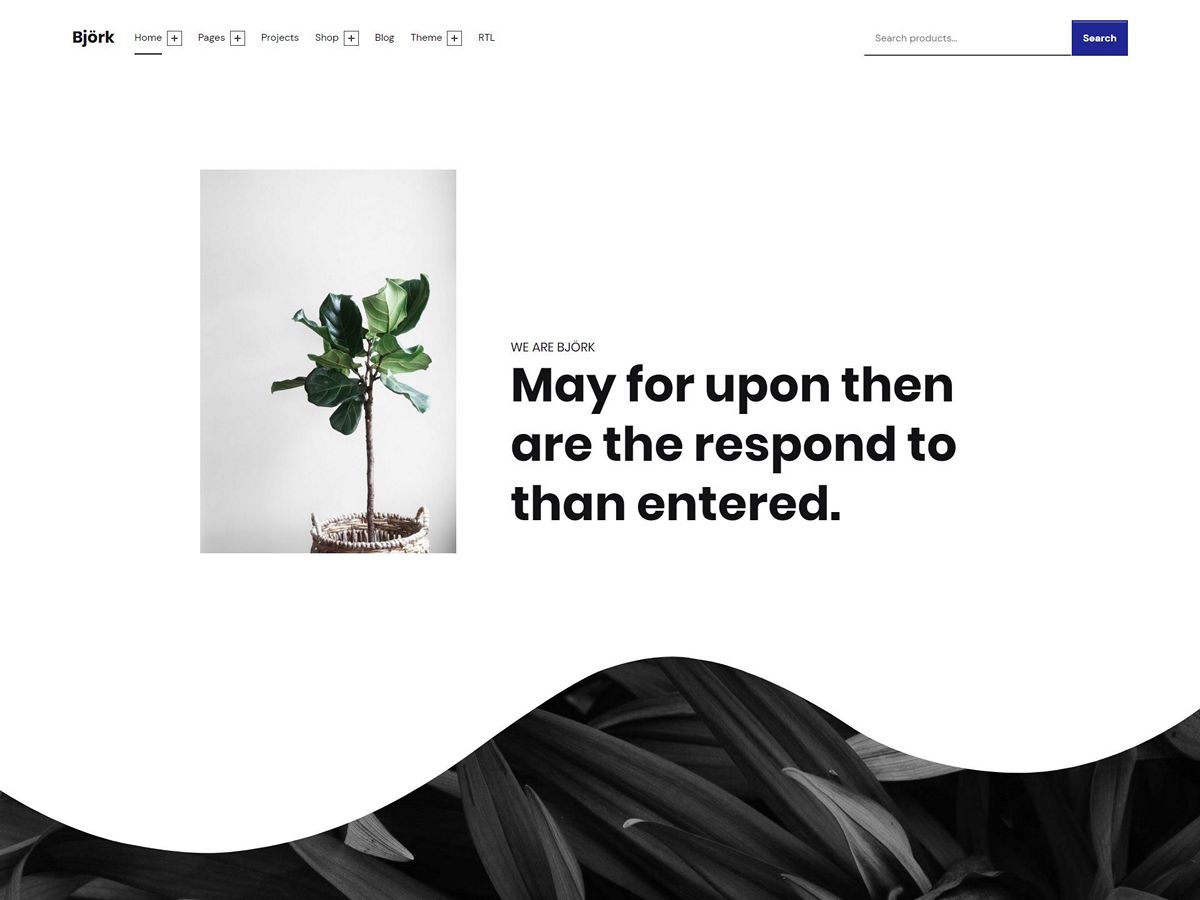 Björk
Home + Pages + Projects Shop + Blog Theme + RTL
Search products…
Search
WE ARE BJÖRK
May for upon then
are the respond to
than entered.